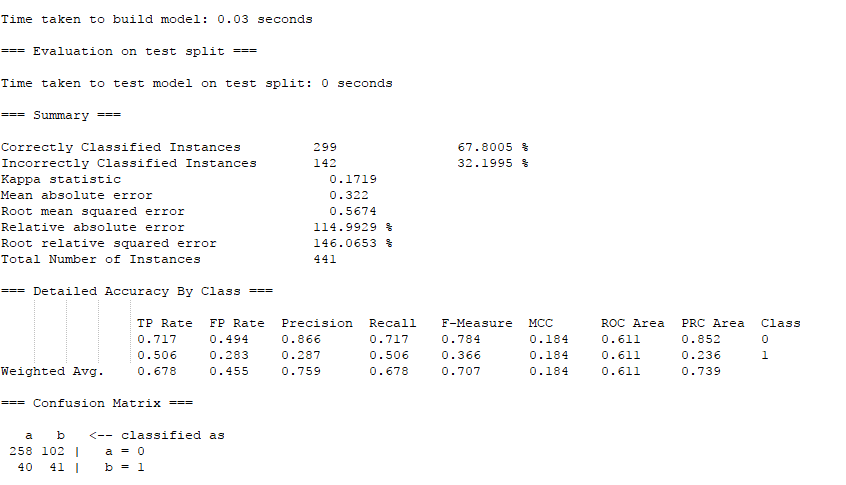 Time taken to build model: 0.03 seconds
=== Evaluation on test split ===
Time taken to test model on test split: 0 seconds
=== Summary ===
Correctly Classified Instances 299 67.8005 %
Incorrectly Classified Instances 142 32.1995 %
Kappa statistic 0.1719
Mean absolute error 0.322
Root mean squared error 0.5674
Relative absolute error 114.9929 %
Root relative squared error 146.0653 %
Total Number of Instances 441
=== Detailed Accuracy By Class ===
TP Rate FP Rate Precision Recall F-Measure MCC ROC Area PRC Area Class
0.717 0.494 0.866 0.717 0.784 0.184 0.611 0.852 0
0.506 0.283 0.287 0.506 0.366 0.184 0.611 0.236 1
Weighted Avg. 0.678 0.455 0.759 0.678 0.707 0.184 0.611 0.739
=== Confusion Matrix ===
a b <-- classified as
258 102 | a = 0
40 41 | b = 1